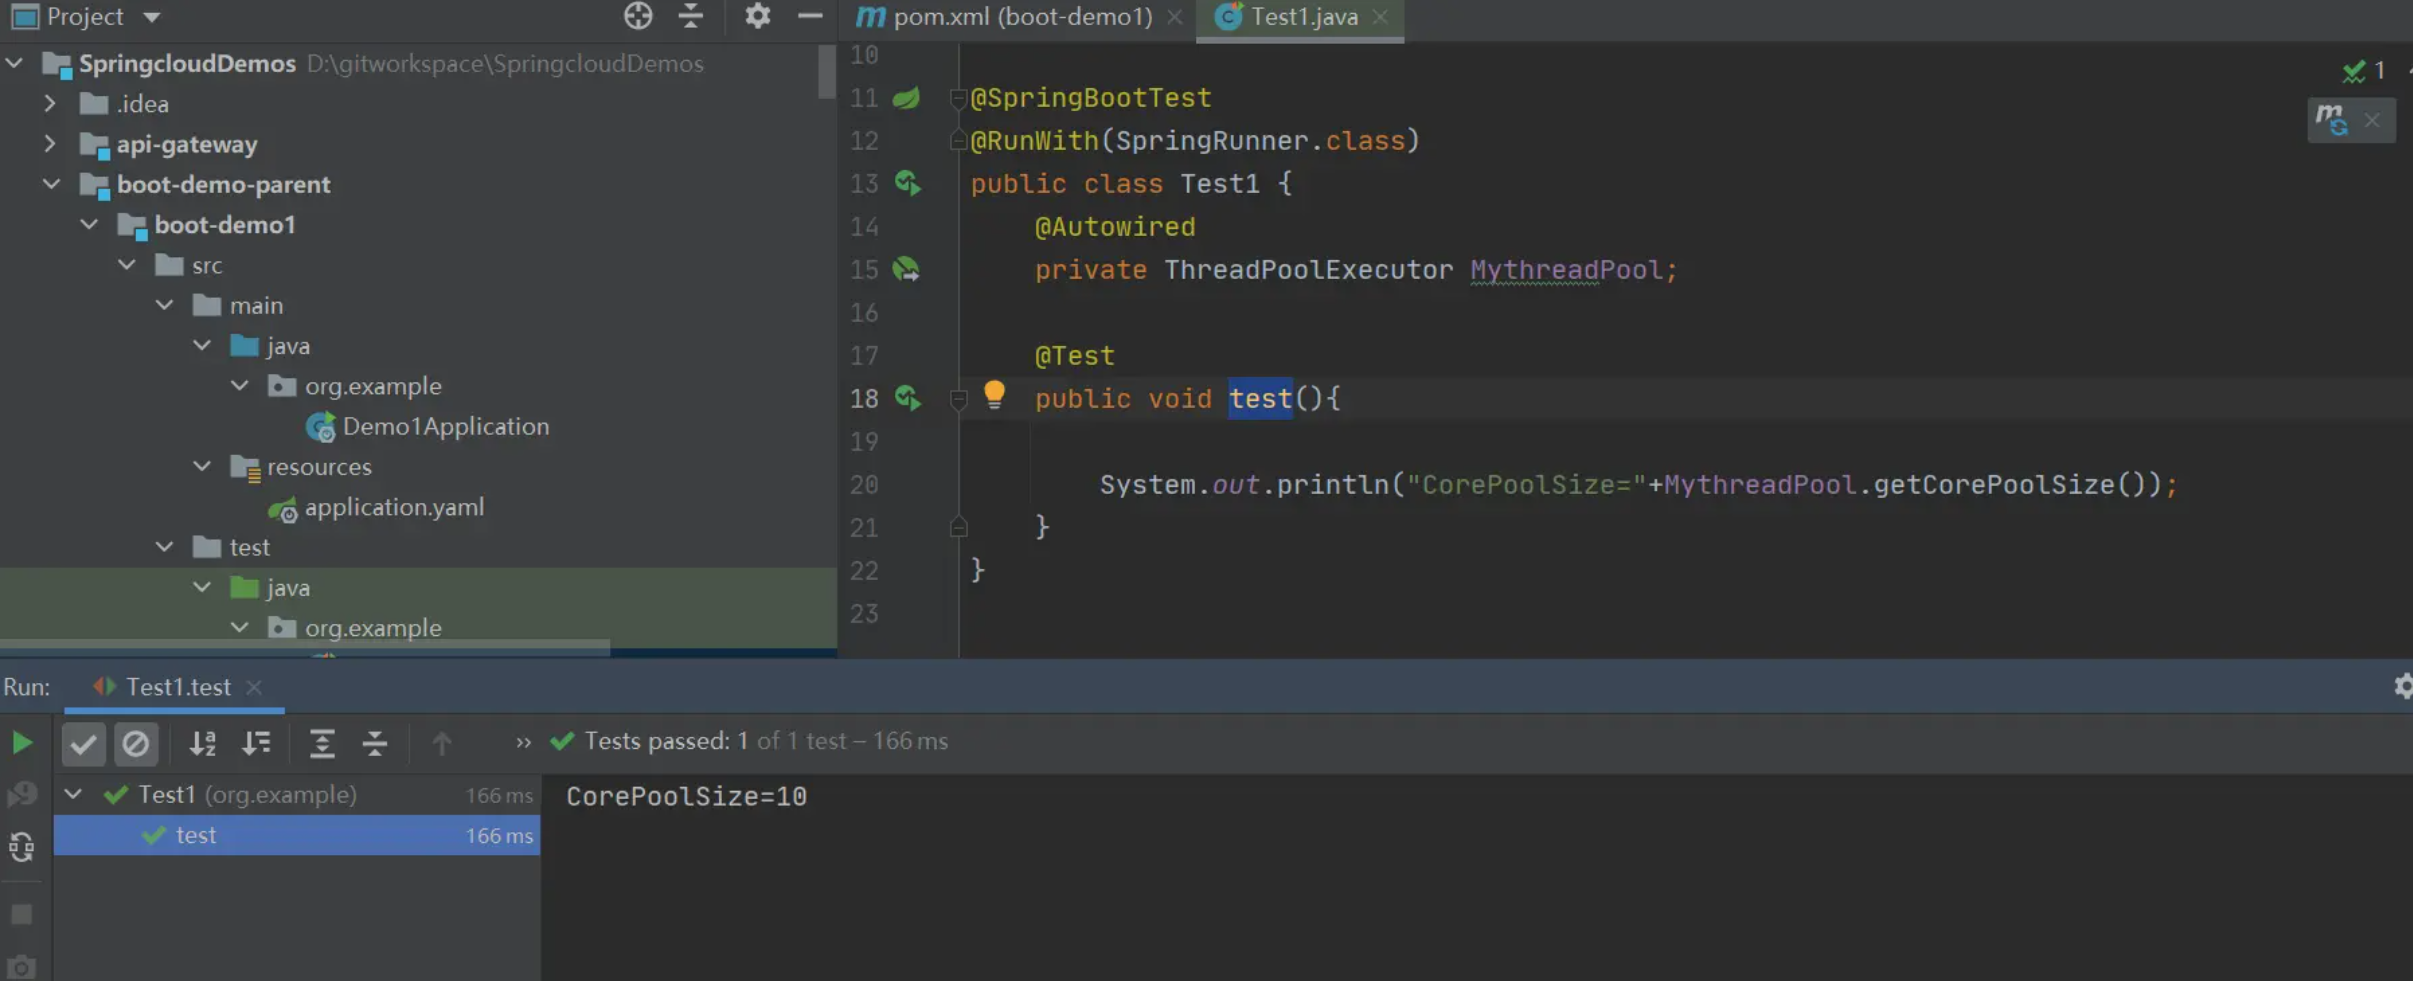 Project
SpringcloudDemos D:\gitworkspace\SpringcloudDemos
.idea
api-gateway
boot-demo-parent
boot-demo1
src
main
java
org.example
Demo1Application
resources
application.yaml
test
java
org.example
pom.xml (boot-demo1)
Test1.java
1
10
11 @SpringBootTest
12 @RunWith(SpringRunner.class)
13 public class Test1 {
14 @Autowired
15 private ThreadPoolExecutor MythreadPool;
16
17 @Test
18 public void test(){
19
20 System.out.println("CorePoolSize="+MythreadPool.getCorePoolSize());
21 }
22 }
23
Run: Test1.test
Tests passed: 1 of 1 test – 166 ms
Test1 (org.example) 166 ms
test 166 ms
CorePoolSize=10